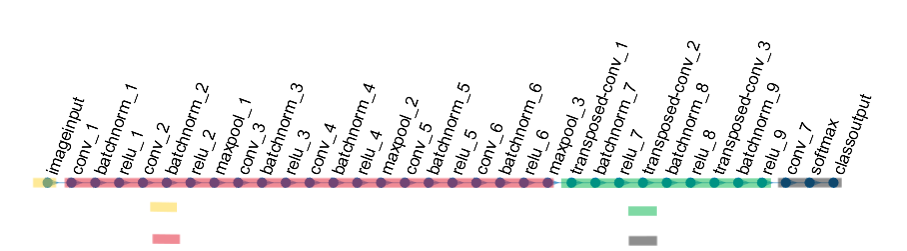 imageinput
conv_1
batchnorm_1
relu_1
conv_2
batchnorm_2
relu_2
maxpool_1
conv_3
batchnorm_3
relu_3
conv_4
batchnorm_4
relu_4
maxpool_2
conv_5
batchnorm_5
relu_5
conv_6
batchnorm_6
relu_6
maxpool_3
transposed-conv_1
batchnorm_7
relu_7
transposed-conv_2
batchnorm_8
relu_8
transposed-conv_3
batchnorm_9
relu_9
conv_7
softmax
classoutput